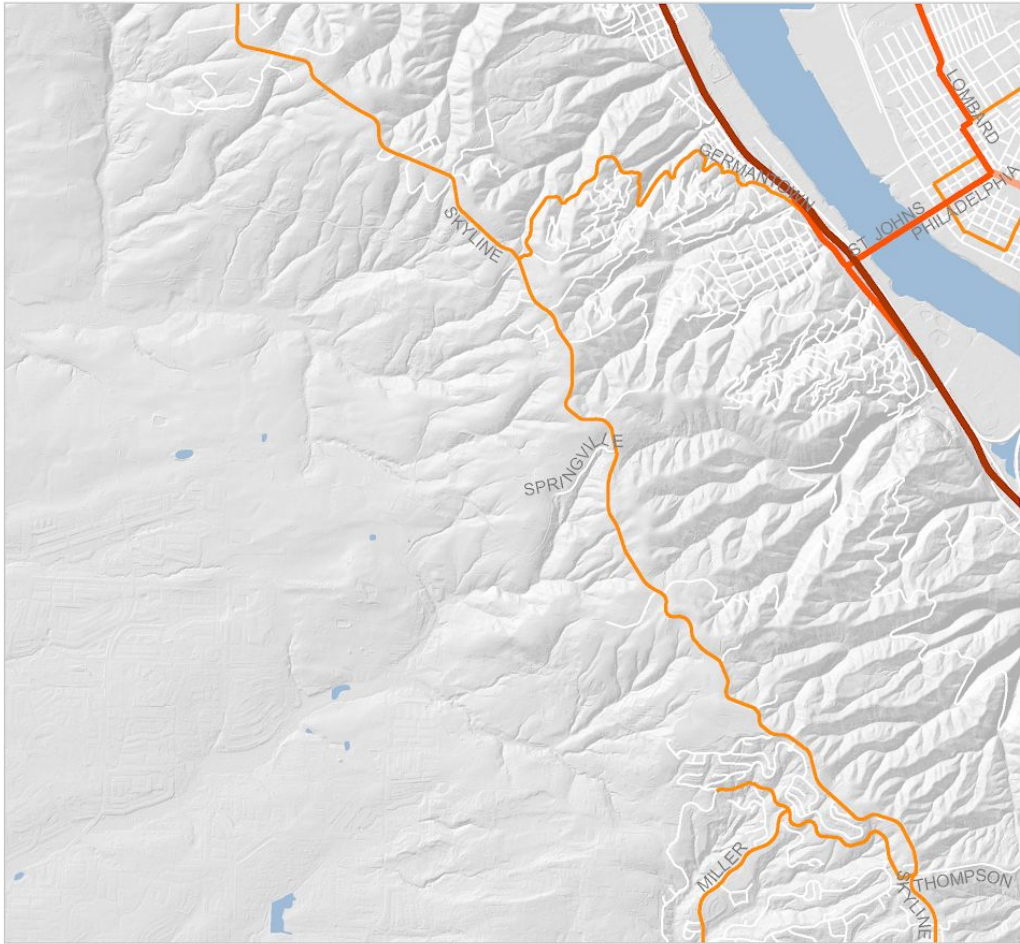 LOMBARD
GERMANTOWN
PHILADELPHIA
ST JOHNS
SKYLINE
SPRINGVILLE
MILLER
THOMPSON
SKYLINE